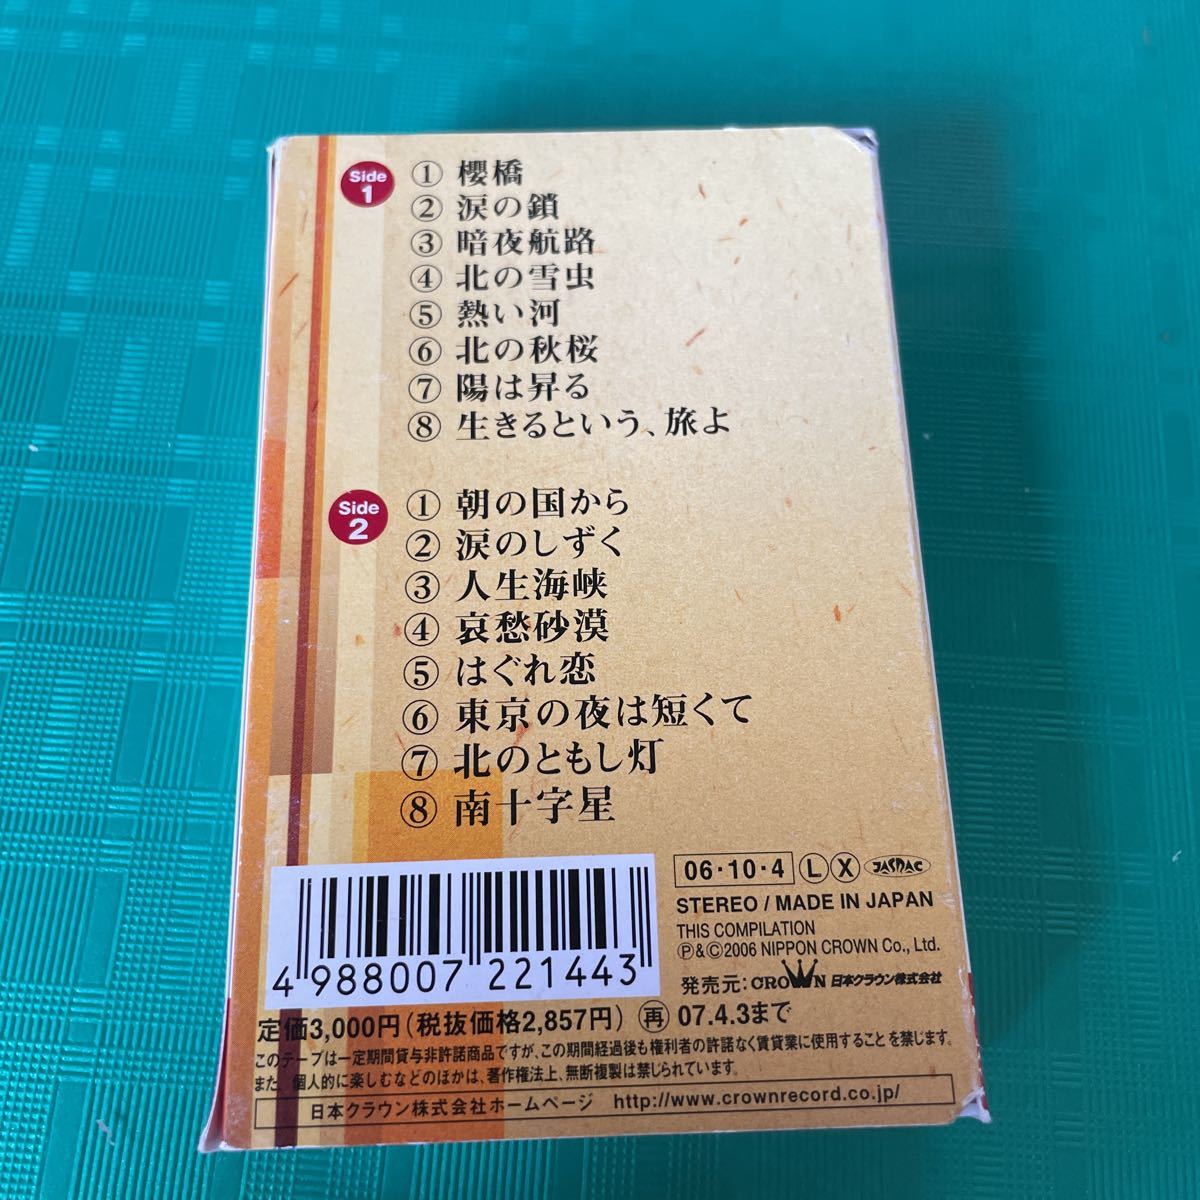 Side 1
① 櫻橋
② 涙の鎖
③ 暗夜航路
④ 北の雪虫
⑤ 熱い河
⑥ 北の秋桜
⑦ 陽は昇る
⑧ 生きるという、旅よ
Side 2
① 朝の国から
② 涙のしずく
③ 人生海峡
④ 哀愁砂漠
⑤ はぐれ恋
⑥ 東京の夜は短くて
⑦ 北のともし灯
⑧ 南十字星
06・10・4 Ⓛ Ⓧ JASRAC
STEREO / MADE IN JAPAN
THIS COMPILATION
Ⓟ&©2006 NIPPON CROWN Co., Ltd.
発売元: CROWN 日本クラウン株式会社
4 988007 221443
定価3,000円(税抜価格2,857円) 再 07.4.3まで
このテープは一定期間貸与非許諾商品ですが、この期間経過後も権利者の許諾なく賃貸業に使用することを禁じます。
また、個人的に楽しむなどのほかは、著作権法上、無断複製は禁じられています。
日本クラウン株式会社ホームページ http://www.crownrecord.co.jp/